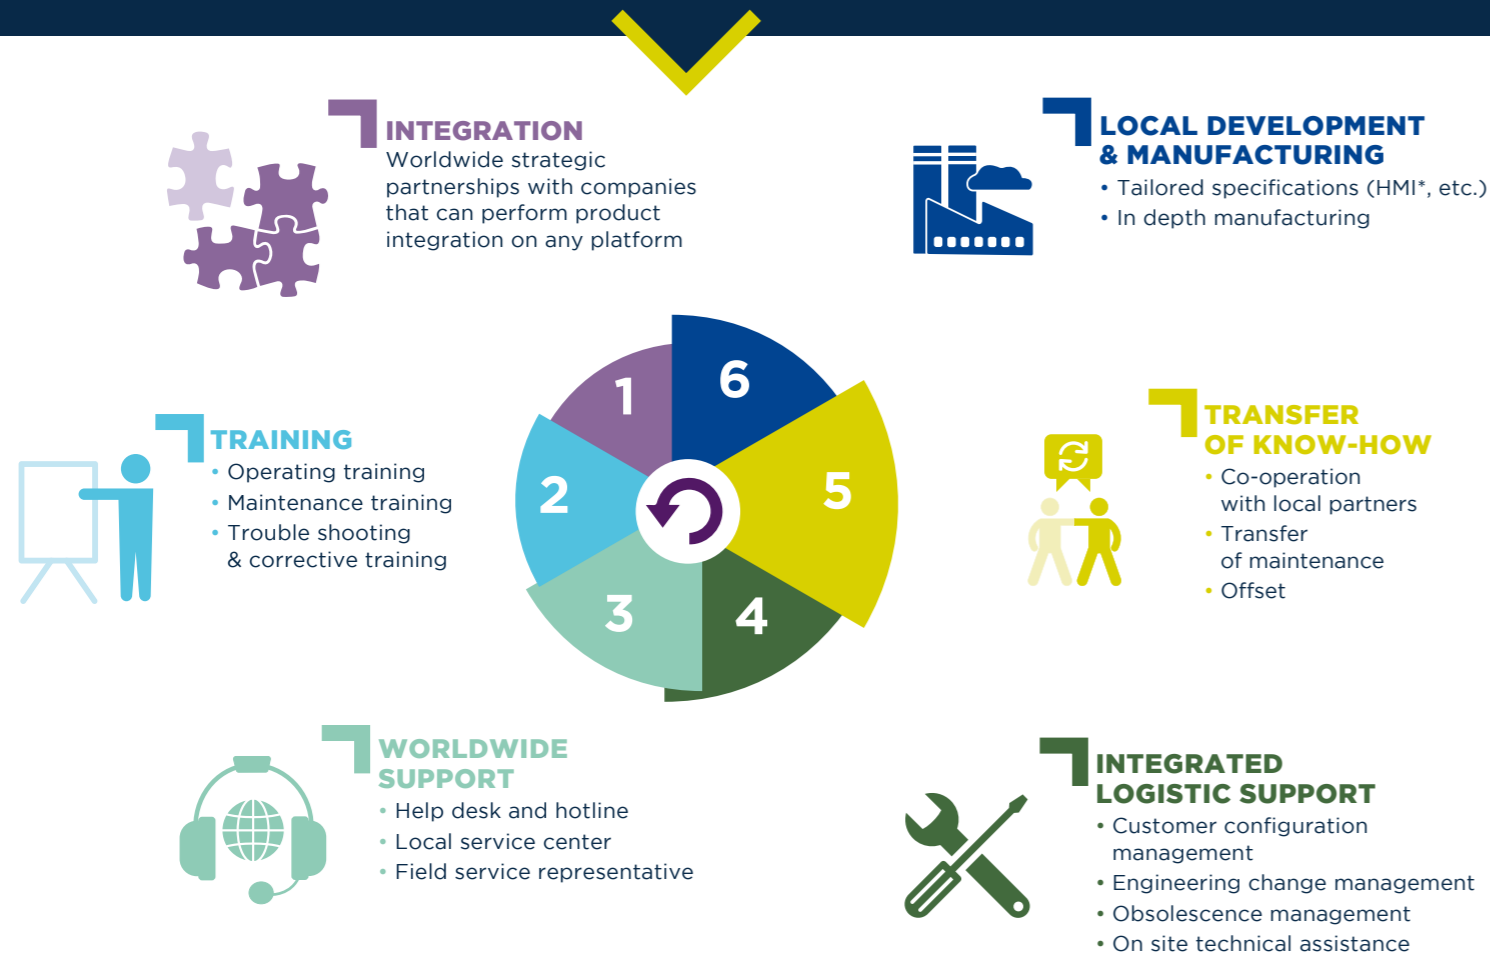 INTEGRATION
Worldwide strategic
partnerships with companies
that can perform product
integration on any platform
LOCAL DEVELOPMENT
& MANUFACTURING
• Tailored specifications (HMI*, etc.)
• In depth manufacturing
1
6
2
5
3
4
TRAINING
• Operating training
• Maintenance training
• Trouble shooting
& corrective training
TRANSFER
OF KNOW-HOW
• Co-operation
with local partners
• Transfer
of maintenance
• Offset
WORLDWIDE
SUPPORT
• Help desk and hotline
• Local service center
• Field service representative
INTEGRATED
LOGISTIC SUPPORT
• Customer configuration
management
• Engineering change management
• Obsolescence management
• On site technical assistance